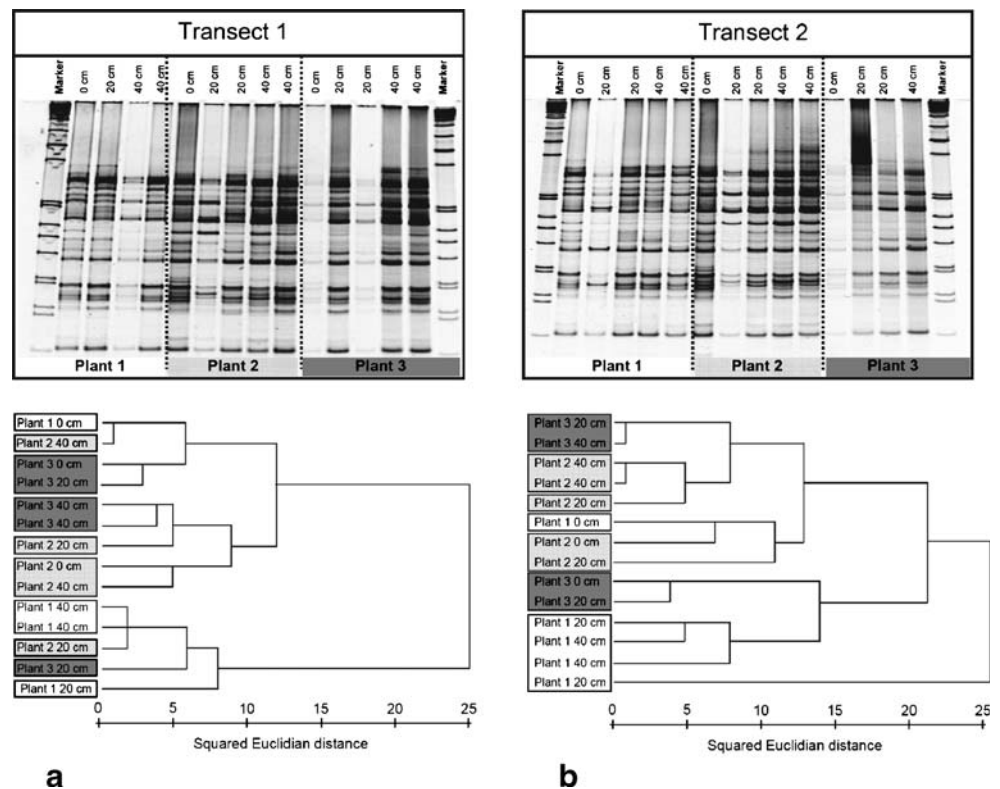 Transect 1
Marker 0 cm 20 cm 40 cm 40 cm 0 cm 20 cm 20 cm 40 cm 40 cm 0 cm 20 cm 20 cm 40 cm 40 cm Marker
Plant 1 Plant 2 Plant 3
Plant 1 0 cm
Plant 2 40 cm
Plant 3 0 cm
Plant 3 20 cm
Plant 3 40 cm
Plant 3 40 cm
Plant 2 20 cm
Plant 2 0 cm
Plant 2 40 cm
Plant 1 40 cm
Plant 1 40 cm
Plant 2 20 cm
Plant 3 20 cm
Plant 1 20 cm
0 5 10 15 20 25
Squared Euclidian distance
a
Transect 2
Marker 0 cm 20 cm 20 cm 40 cm 40 cm 0 cm 20 cm 20 cm 40 cm 40 cm 0 cm 20 cm 20 cm 40 cm Marker
Plant 1 Plant 2 Plant 3
Plant 3 20 cm
Plant 3 40 cm
Plant 2 40 cm
Plant 2 40 cm
Plant 2 20 cm
Plant 1 0 cm
Plant 2 0 cm
Plant 2 20 cm
Plant 3 0 cm
Plant 3 20 cm
Plant 1 20 cm
Plant 1 40 cm
Plant 1 40 cm
Plant 1 20 cm
0 5 10 15 20 25
Squared Euclidian distance
b